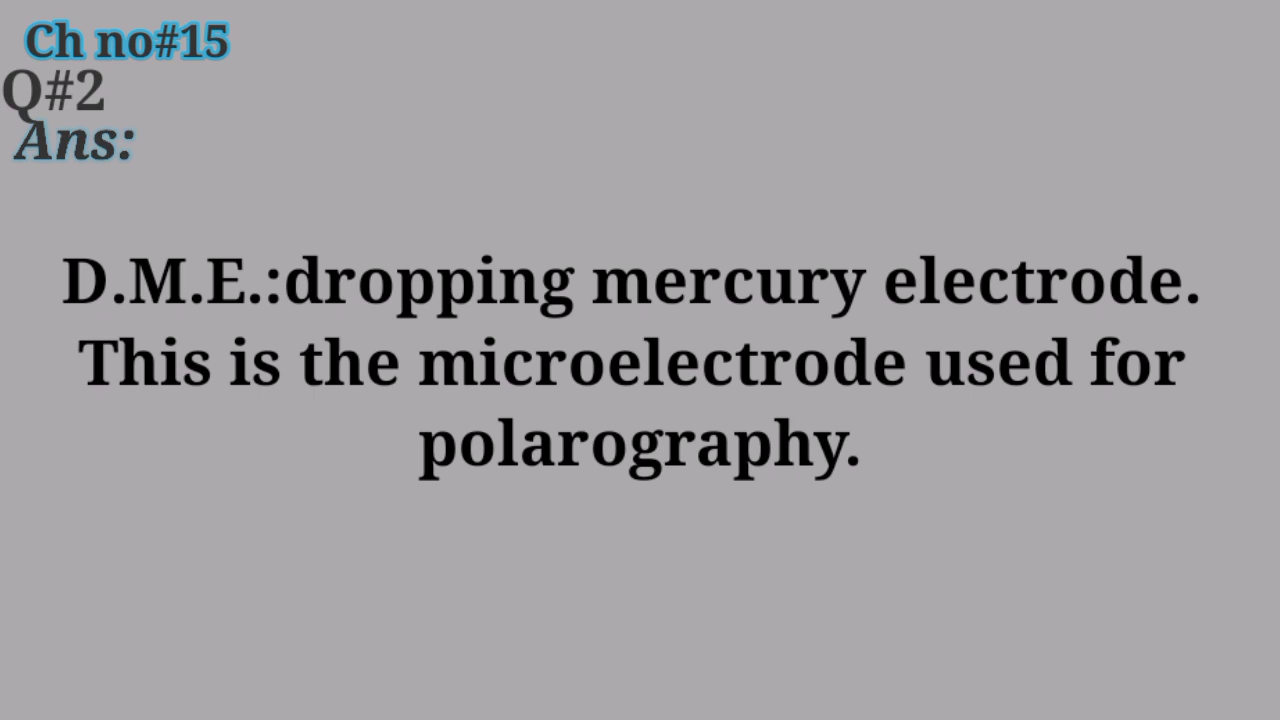 Ch no#15
Q#2
Ans:
D.M.E.:dropping mercury electrode.
This is the microelectrode used for
polarography.